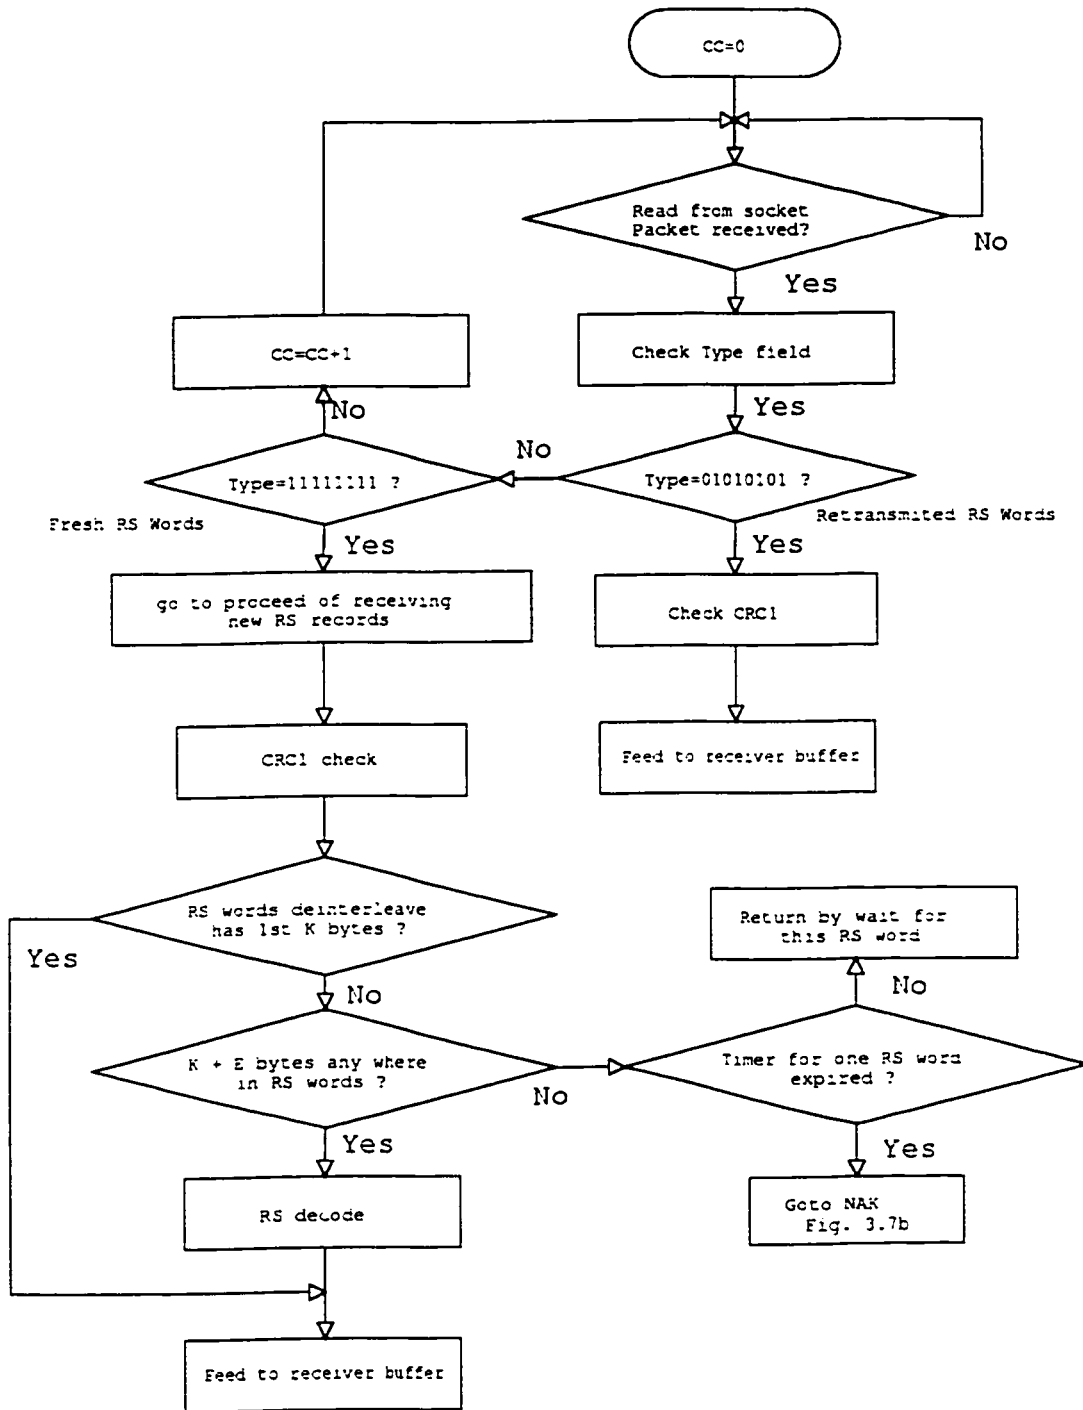 CC=0
Read from socket
Packet received?
No
Yes
CC=CC+1
Check Type field
No
Yes
Type=11111111 ?
No
Type=01010101 ?
Fresh RS Words
Retransmited RS Words
Yes
Yes
go to proceed of receiving
new RS records
Check CRC1
CRC1 check
Feed to receiver buffer
RS words deinterleave
has 1st K bytes ?
Yes
No
Return by wait for
this RS word
No
K + E bytes any where
in RS words ?
No
Timer for one RS word
expired ?
Yes
Yes
RS decode
Goto NAK
Fig. 3.7b
Feed to receiver buffer